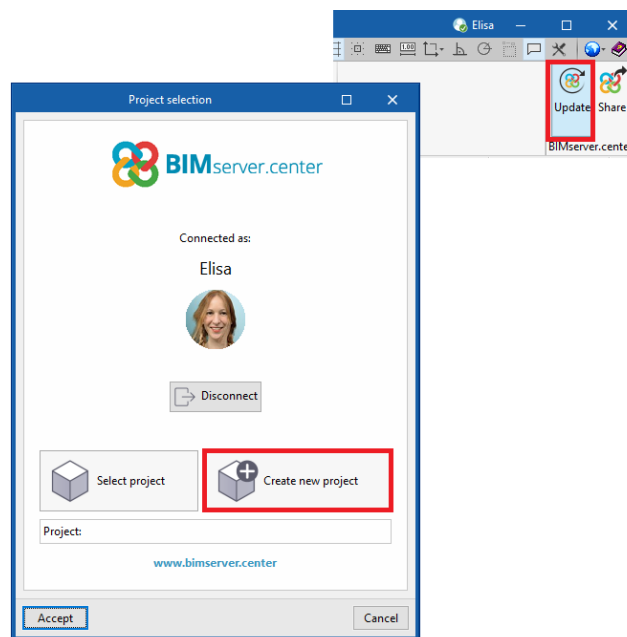 Elisa
Update
Share
BIMserver.cente
Project selection
BIMserver.center
Connected as:
Elisa
Disconnect
Select project
Create new project
Project:
www.bimserver.center
Accept
Cancel